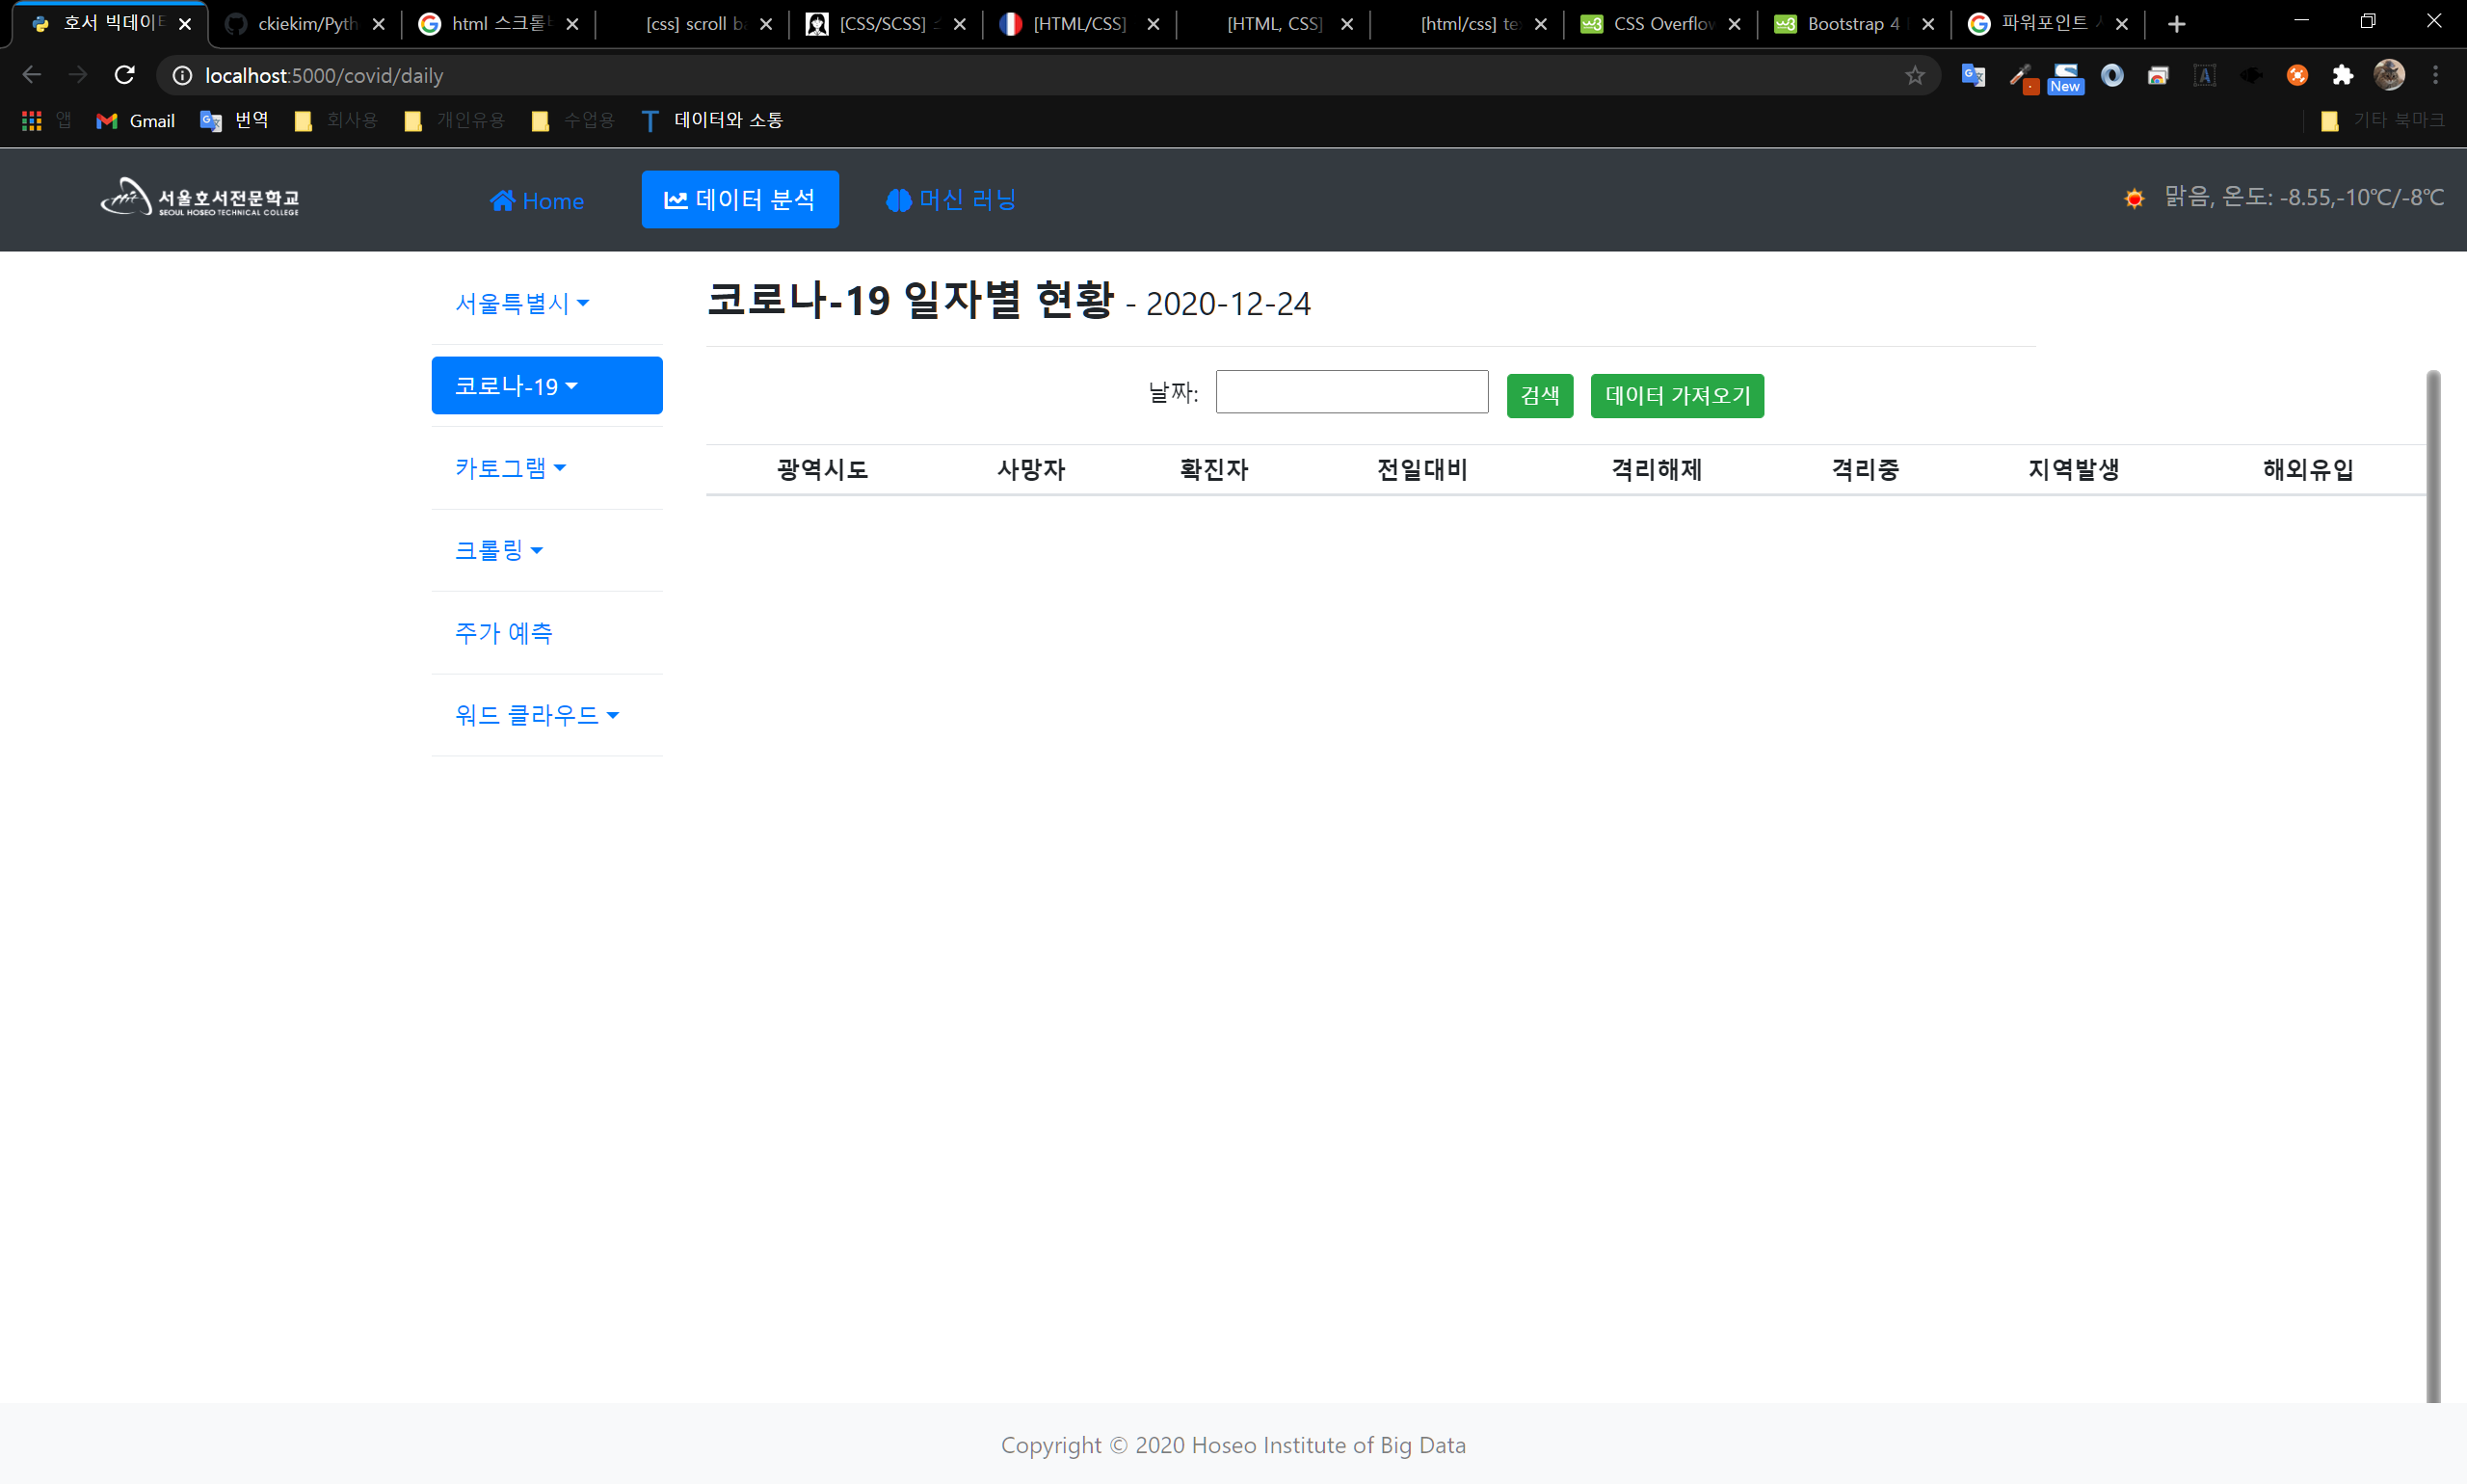 호서 빅데이터
ckiekim/Pyth
html 스크롤
[css] scroll b
[CSS/SCSS]
[HTML/CSS]
[HTML, CSS]
[html/css] te
CSS Overflow
Bootstrap 4
파워포인트
localhost:5000/covid/daily
New
앱
Gmail
번역
회사용
개인유용
수업용
데이터와 소통
기타 북마크
서울호서전문학교
SEOUL HOSEO TECHNICAL COLLEGE
Home
데이터 분석
머신 러닝
맑음, 온도: -8.55,-10℃/-8℃
서울특별시
코로나-19
카토그램
크롤링
주가 예측
워드 클라우드
코로나-19 일자별 현황 - 2020-12-24
날짜:
검색
데이터 가져오기
광역시도 사망자 확진자 전일대비 격리해제 격리중 지역발생 해외유입
Copyright © 2020 Hoseo Institute of Big Data